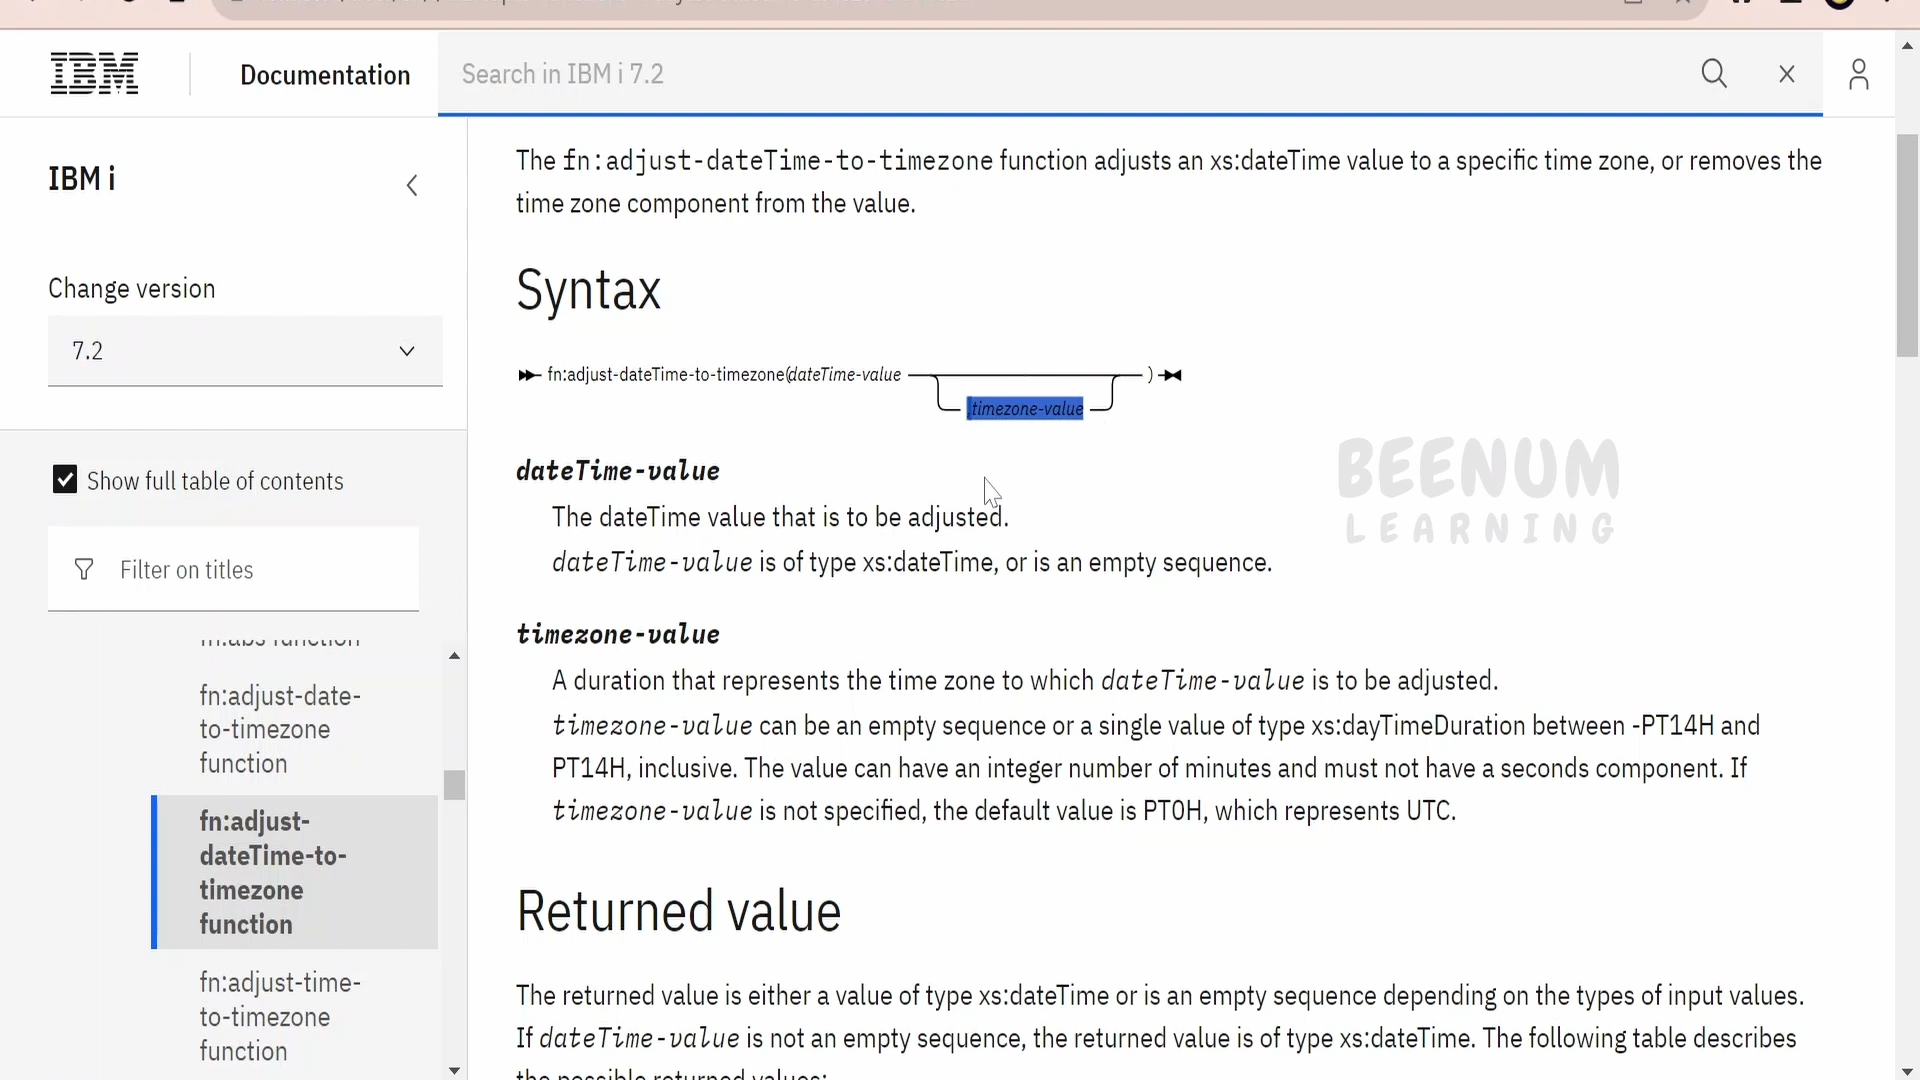 IBM
Documentation
Search in IBM i 7.2
IBM i
Change version
7.2
Show full table of contents
Filter on titles
fn:abs function
fn:adjust-date-
to-timezone
function
fn:adjust-
dateTime-to-
timezone
function
fn:adjust-time-
to-timezone
function
The fn:adjust-dateTime-to-timezone function adjusts an xs:dateTime value to a specific time zone, or removes the
time zone component from the value.
Syntax
fn:adjust-dateTime-to-timezone(dateTime-value )
,timezone-value
dateTime-value
The dateTime value that is to be adjusted.
dateTime-value is of type xs:dateTime, or is an empty sequence.
timezone-value
A duration that represents the time zone to which dateTime-value is to be adjusted.
timezone-value can be an empty sequence or a single value of type xs:dayTimeDuration between -PT14H and
PT14H, inclusive. The value can have an integer number of minutes and must not have a seconds component. If
timezone-value is not specified, the default value is PT0H, which represents UTC.
Returned value
The returned value is either a value of type xs:dateTime or is an empty sequence depending on the types of input values.
If dateTime-value is not an empty sequence, the returned value is of type xs:dateTime. The following table describes
the possible returned values:
BEENUM
LEARNING